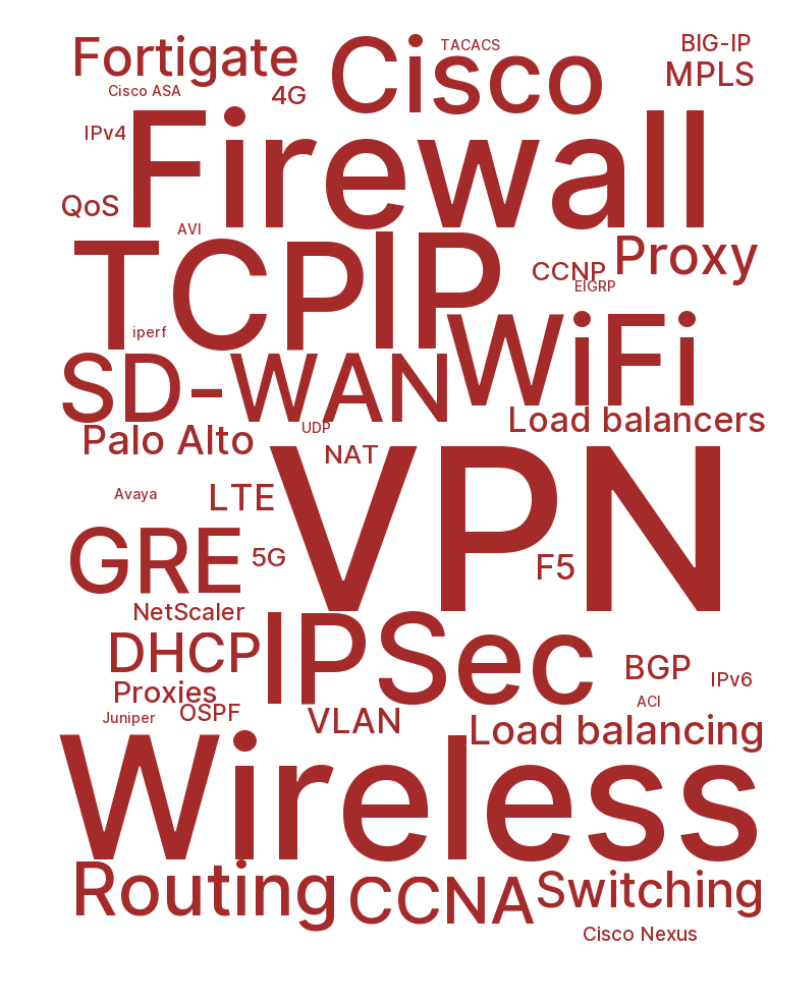 Fortigate
Cisco
TACACS
BIG-IP
MPLS
Cisco ASA
4G
Firewall
IPv4
QoS
AVI
TCPIP
CCNP
Proxy
EIGRP
iperf
WiFi
SD-WAN
Load balancers
UDP
Palo Alto
NAT
VPN
Avaya
LTE
GRE
5G
F5
NetScaler
IPSec
DHCP
BGP
IPv6
Proxies
ACI
Juniper
OSPF
VLAN
Load balancing
Wireless
Routing
CCNA
Switching
Cisco Nexus